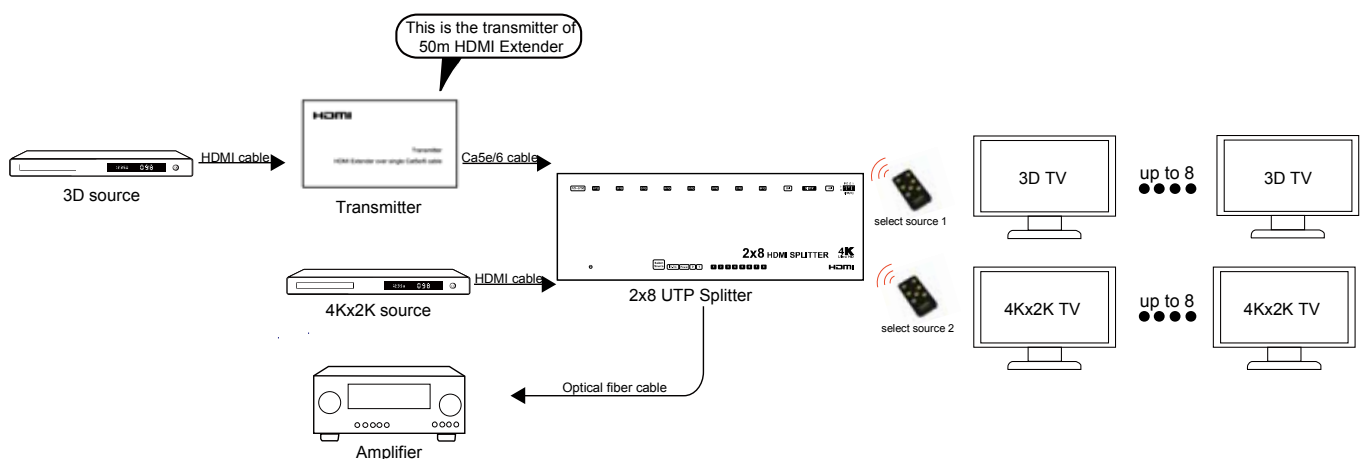 This is the transmitter of
50m HDMI Extender
HDMI
Transmitter
HDMI Extender over single Cat5e/6 cable
HDMI cable
Ca5e/6 cable
3D source
Transmitter
098
select source 1
3D TV
up to 8
3D TV
2x8 HDMI SPLITTER
4K
HDMI
HDMI cable
098
4Kx2K source
2x8 UTP Splitter
select source 2
4Kx2K TV
up to 8
4Kx2K TV
Optical fiber cable
Amplifier